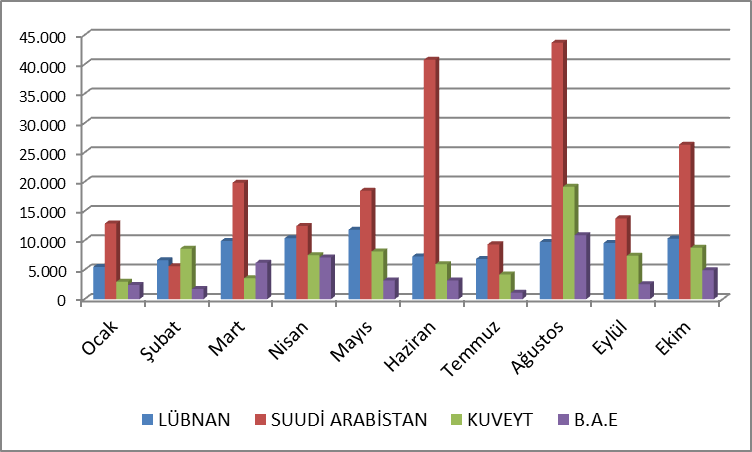 45.000
40.000
35.000
30.000
25.000
20.000
15.000
10.000
5.000
0
Ocak
Şubat
Mart
Nisan
Mayıs
Haziran
Temmuz
Ağustos
Eylül
Ekim
LÜBNAN SUUDİ ARABİSTAN KUVEYT B.A.E